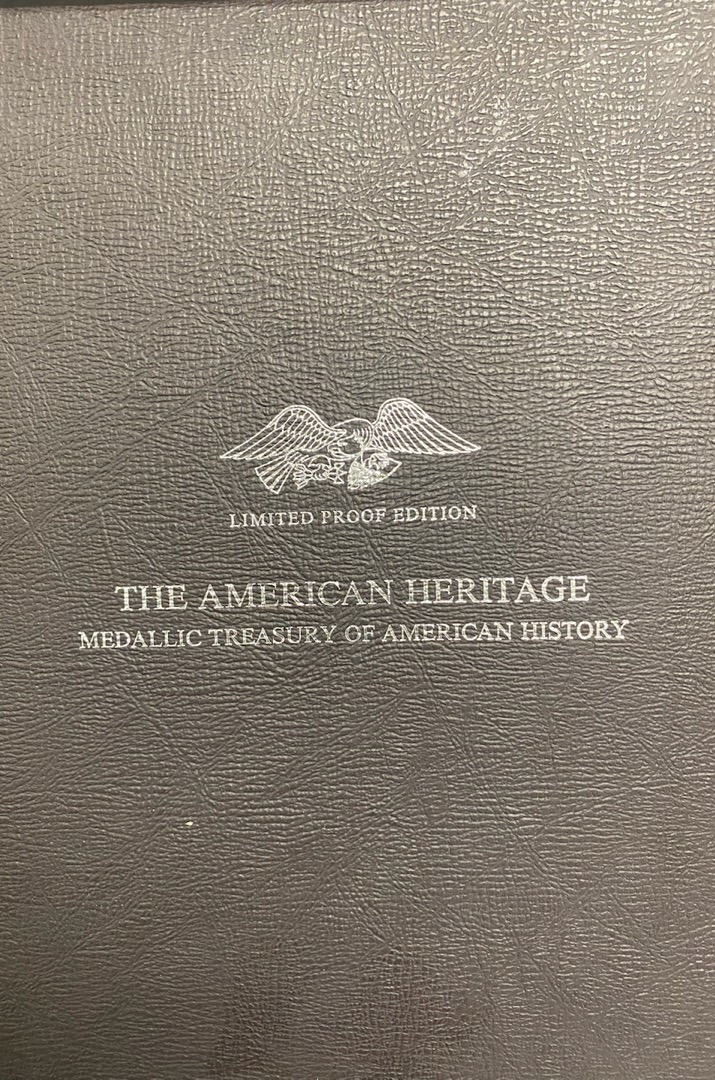 LIMITED PROOF EDITION
THE AMERICAN HERITAGE
MEDALLIC TREASURY OF AMERICAN HISTORY